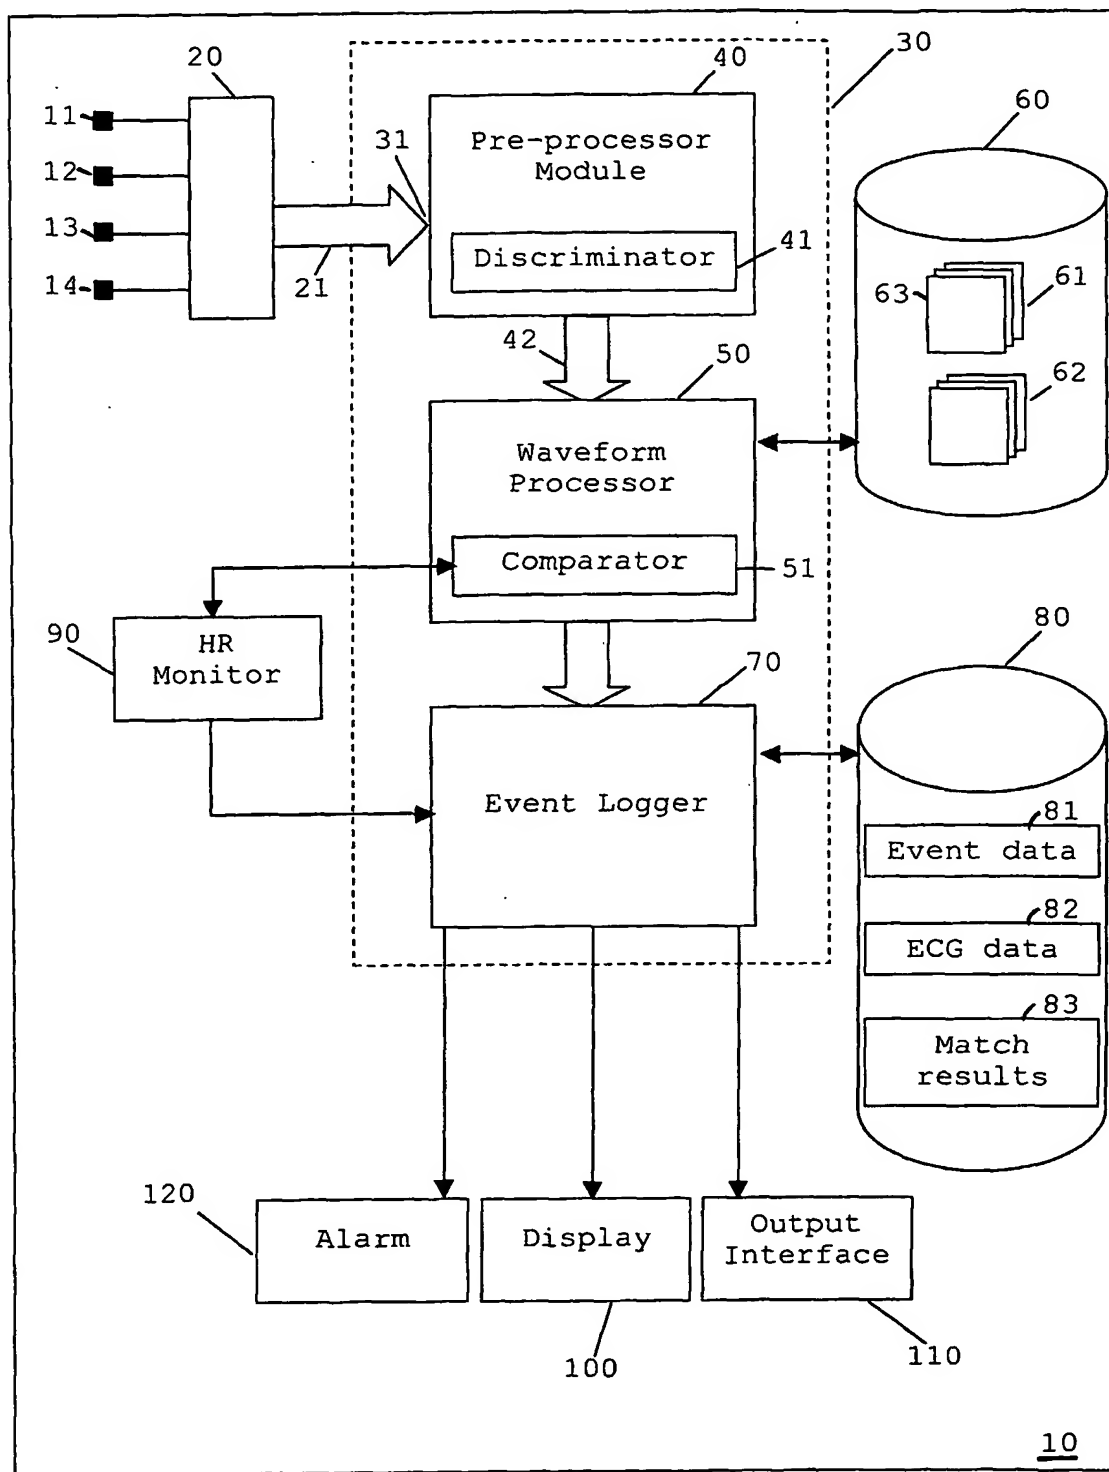 20
40
30
60
11
12
13
14
31
21
Pre-processor
Module
Discriminator
41
42
50
63
61
62
Waveform
Processor
Comparator
51
90
HR
Monitor
70
80
Event Logger
81
Event data
82
ECG data
83
Match
results
120
Alarm
Display
Output
Interface
100
110
10